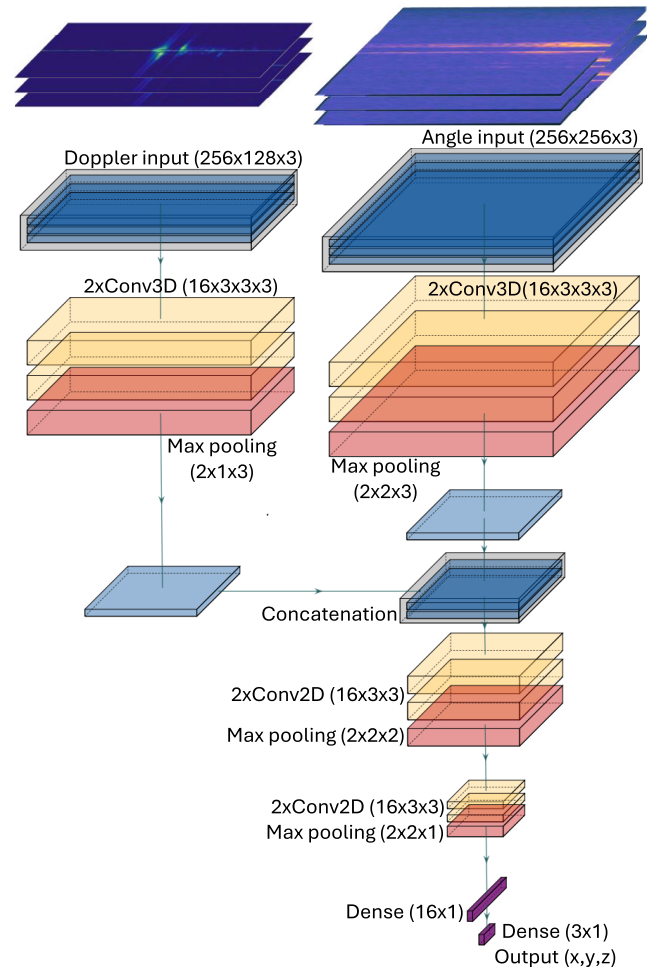 Doppler input (256x128x3)
Angle input (256x256x3)
2xConv3D (16x3x3x3)
2xConv3D(16x3x3x3)
Max pooling
(2x1x3)
Max pooling
(2x2x3)
Concatenation
2xConv2D (16x3x3)
Max pooling (2x2x2)
2xConv2D (16x3x3)
Max pooling (2x2x1)
Dense (16x1)
Dense (3x1)
Output (x,y,z)